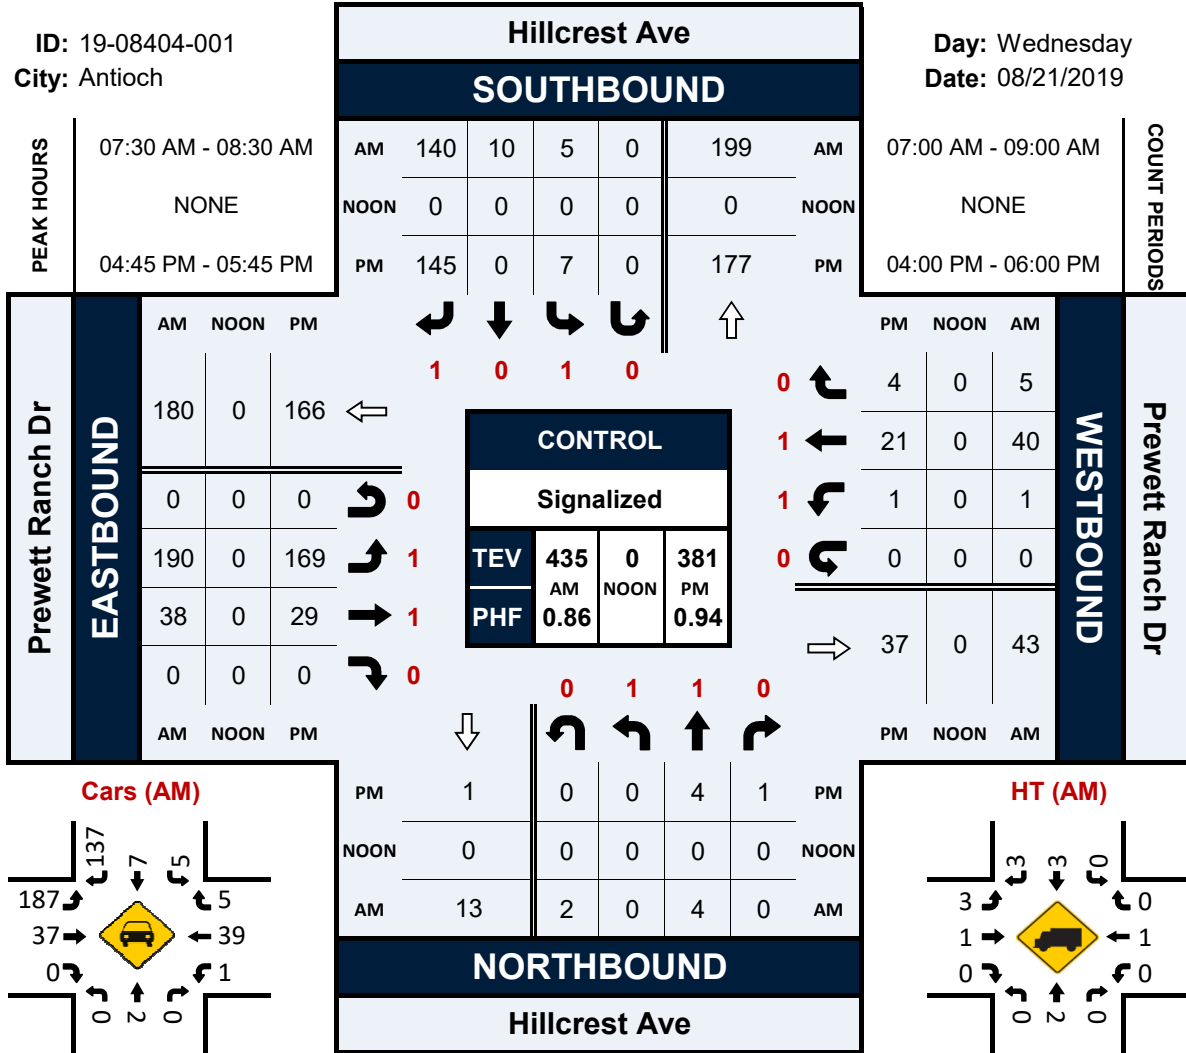 Hillcrest Ave
ID: 19-08404-001
Day: Wednesday
City: Antioch
SOUTHBOUND
Date: 08/21/2019
PEAK HOURS
07:30 AM - 08:30 AM
AM 140 10 5 0 199 AM
07:00 AM - 09:00 AM
COUNT PERIODS
NONE
NOON 0 0 0 0 0 NOON
NONE
04:45 PM - 05:45 PM
PM 145 0 7 0 177 PM
04:00 PM - 06:00 PM
AM NOON PM
PM NOON AM
1 0 1 0
Prewett Ranch Dr
EASTBOUND
180 0 166
0 0 0 0
190 0 169 1
38 0 29 1
0 0 0 0
AM NOON PM
CONTROL
Signalized
TEV 435 0 381
AM NOON PM
PHF 0.86 0.94
0 4 0 5
1 21 0 40
1 1 0 1
0 0 0 0
37 0 43
PM NOON AM
WESTBOUND
Prewett Ranch Dr
0 1 1 0
PM 1 0 0 4 1 PM
NOON 0 0 0 0 0 NOON
AM 13 2 0 4 0 AM
NORTHBOUND
Hillcrest Ave
Cars (AM)
137 7 5
187 5
37 39
0 1
0 2 0
HT (AM)
3 3 0
3 0
1 1
0 0
0 2 0